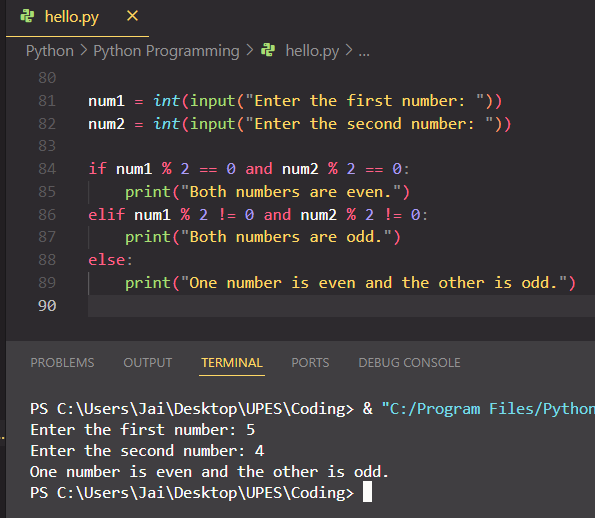 hello.py ×
Python > Python Programming > hello.py > ...
80
81 num1 = int(input("Enter the first number: "))
82 num2 = int(input("Enter the second number: "))
83
84 if num1 % 2 == 0 and num2 % 2 == 0:
85     print("Both numbers are even.")
86 elif num1 % 2 != 0 and num2 % 2 != 0:
87     print("Both numbers are odd.")
88 else:
89     print("One number is even and the other is odd.")
90
PROBLEMS OUTPUT TERMINAL PORTS DEBUG CONSOLE
PS C:\Users\Jai\Desktop\UPES\Coding> & "C:/Program Files/Python
Enter the first number: 5
Enter the second number: 4
One number is even and the other is odd.
PS C:\Users\Jai\Desktop\UPES\Coding>